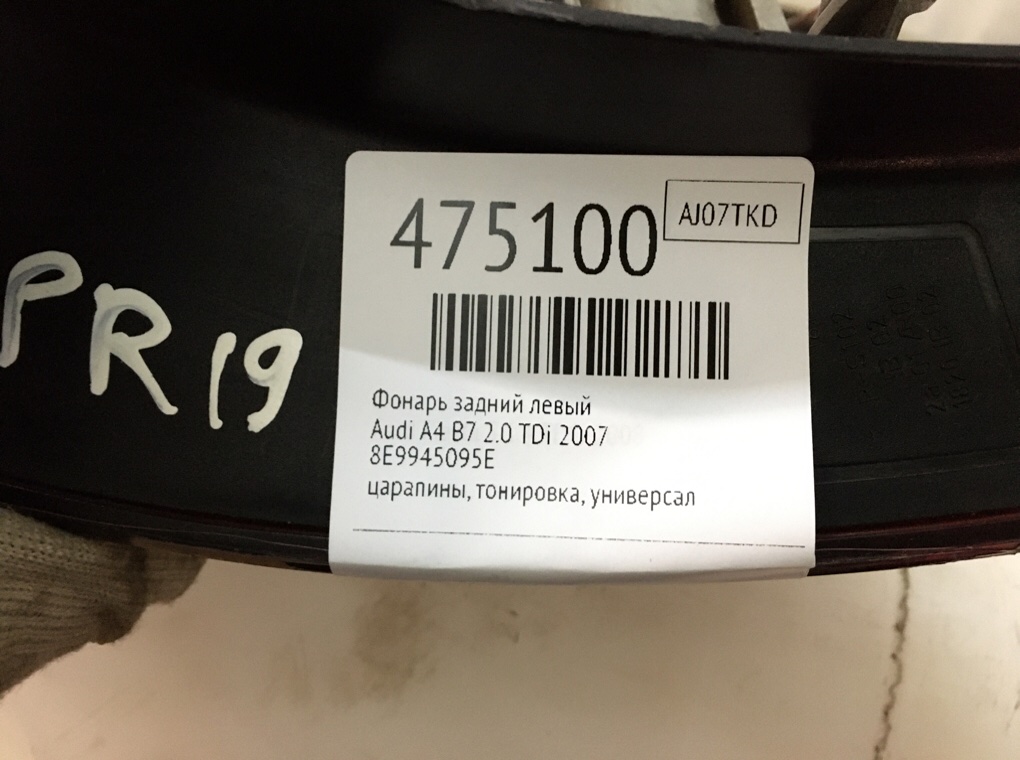 475100
AJ07TKD
PR 19
Фонарь задний левый
Audi A4 B7 2.0 TDi 2007
8E9945095E
царапины, тонировка, универсал